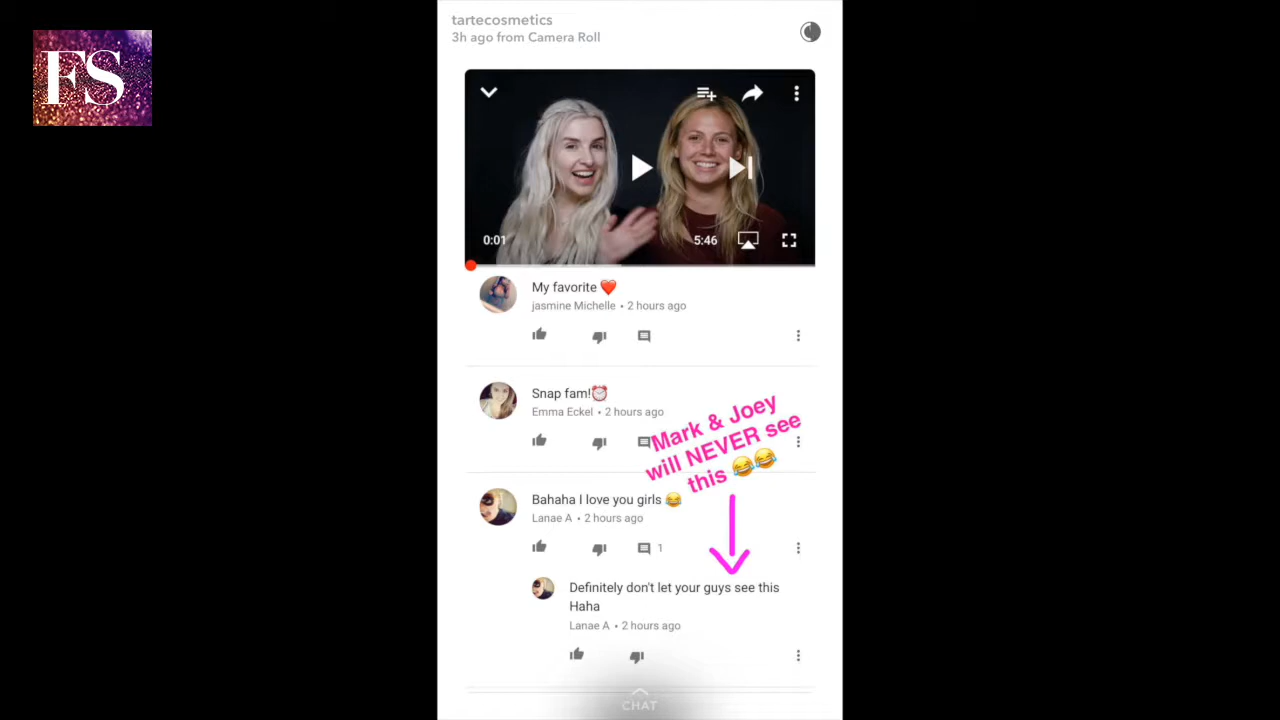 tartecosmetics
3h ago from Camera Roll
FS
0:01
5:46
My favorite ❤️
jasmine Michelle • 2 hours ago
Snap fam!⏰
Emma Eckel • 2 hours ago
Mark & Joey
will NEVER see
this 😂😂
Bahaha I love you girls 😂
Lanae A • 2 hours ago
1
Definitely don't let your guys see this
Haha
Lanae A • 2 hours ago
CHAT